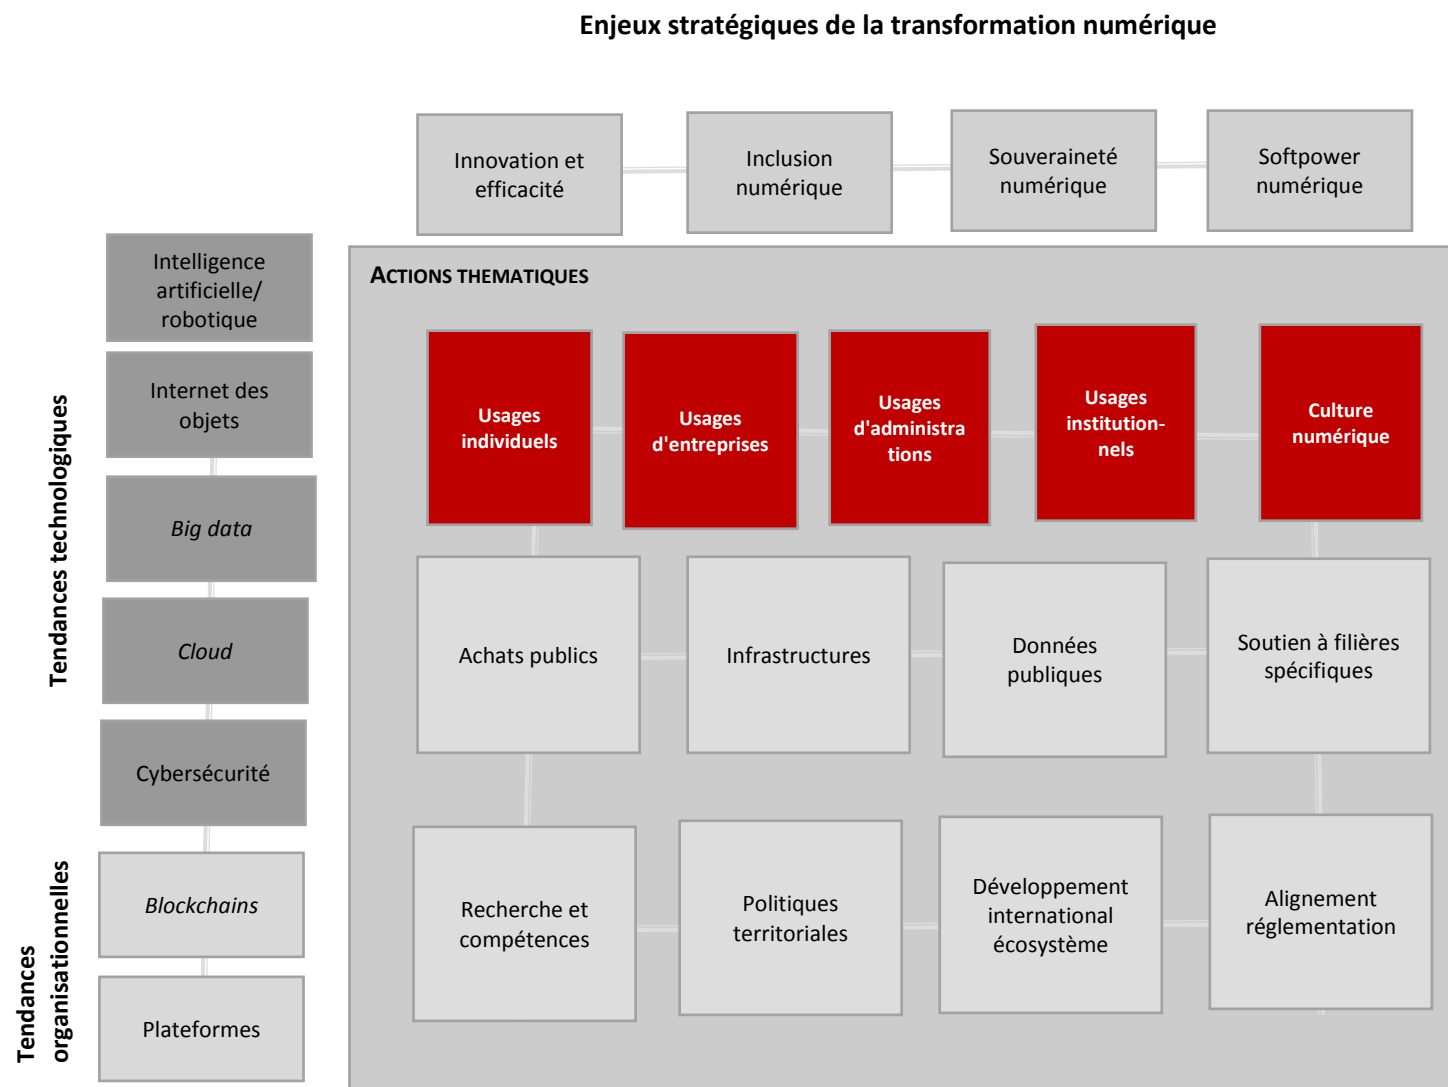 Enjeux stratégiques de la transformation numérique
Innovation et
efficacité
Inclusion
numérique
Souveraineté
numérique
Softpower
numérique
Tendances technologiques
Intelligence
artificielle/
robotique
Internet des
objets
Big data
Cloud
Cybersécurité
Tendances
organisationnelles
Blockchains
Plateformes
ACTIONS THEMATIQUES
Usages
individuels
Usages
d'entreprises
Usages
d'administra
tions
Usages
institution-
nels
Culture
numérique
Achats publics
Infrastructures
Données
publiques
Soutien à filières
spécifiques
Recherche et
compétences
Politiques
territoriales
Développement
international
écosystème
Alignement
réglementation